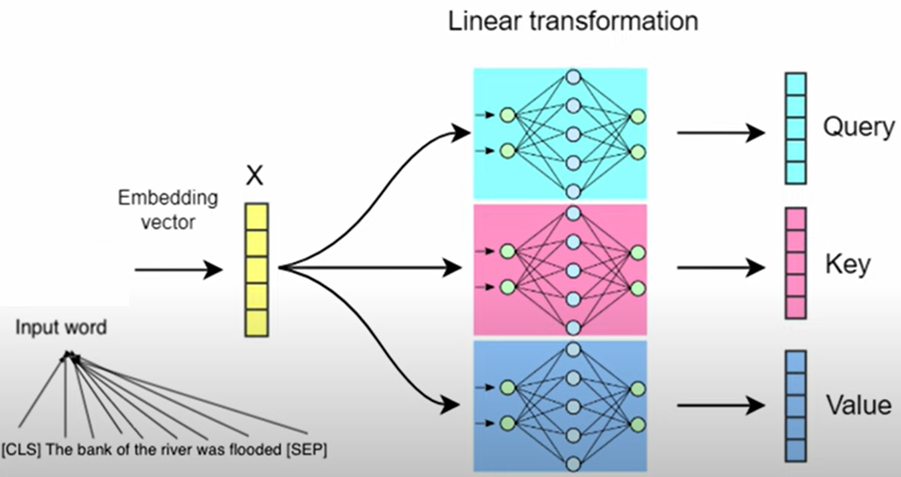 Linear transformation
Query
X
Embedding
vector
Key
Input word
Value
[CLS] The bank of the river was flooded [SEP]